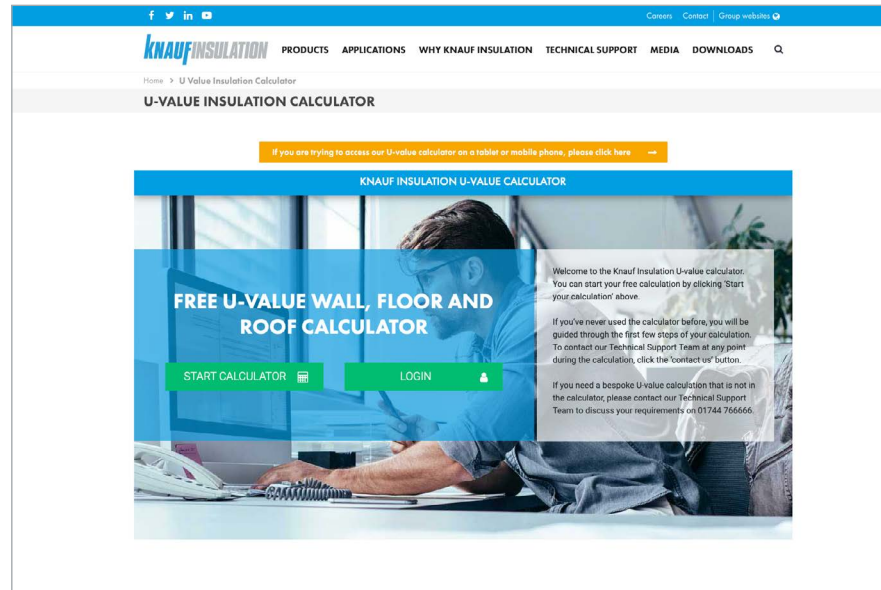 Careers Contact Group websites
KNAUFINSULATION PRODUCTS APPLICATIONS WHY KNAUF INSULATION TECHNICAL SUPPORT MEDIA DOWNLOADS
Home > U Value Insulation Calculator
U-VALUE INSULATION CALCULATOR
If you are trying to access our U-value calculator on a tablet or mobile phone, please click here
KNAUF INSULATION U-VALUE CALCULATOR
FREE U-VALUE WALL, FLOOR AND
ROOF CALCULATOR
START CALCULATOR
LOGIN
Welcome to the Knauf Insulation U-value calculator.
You can start your free calculation by clicking 'Start
your calculation' above.
If you've never used the calculator before, you will be
guided through the first few steps of your calculation.
To contact our Technical Support Team at any point
during the calculation, click the 'contact us' button.
If you need a bespoke U-value calculation that is not in
the calculator, please contact our Technical Support
Team to discuss your requirements on 01744 766666.